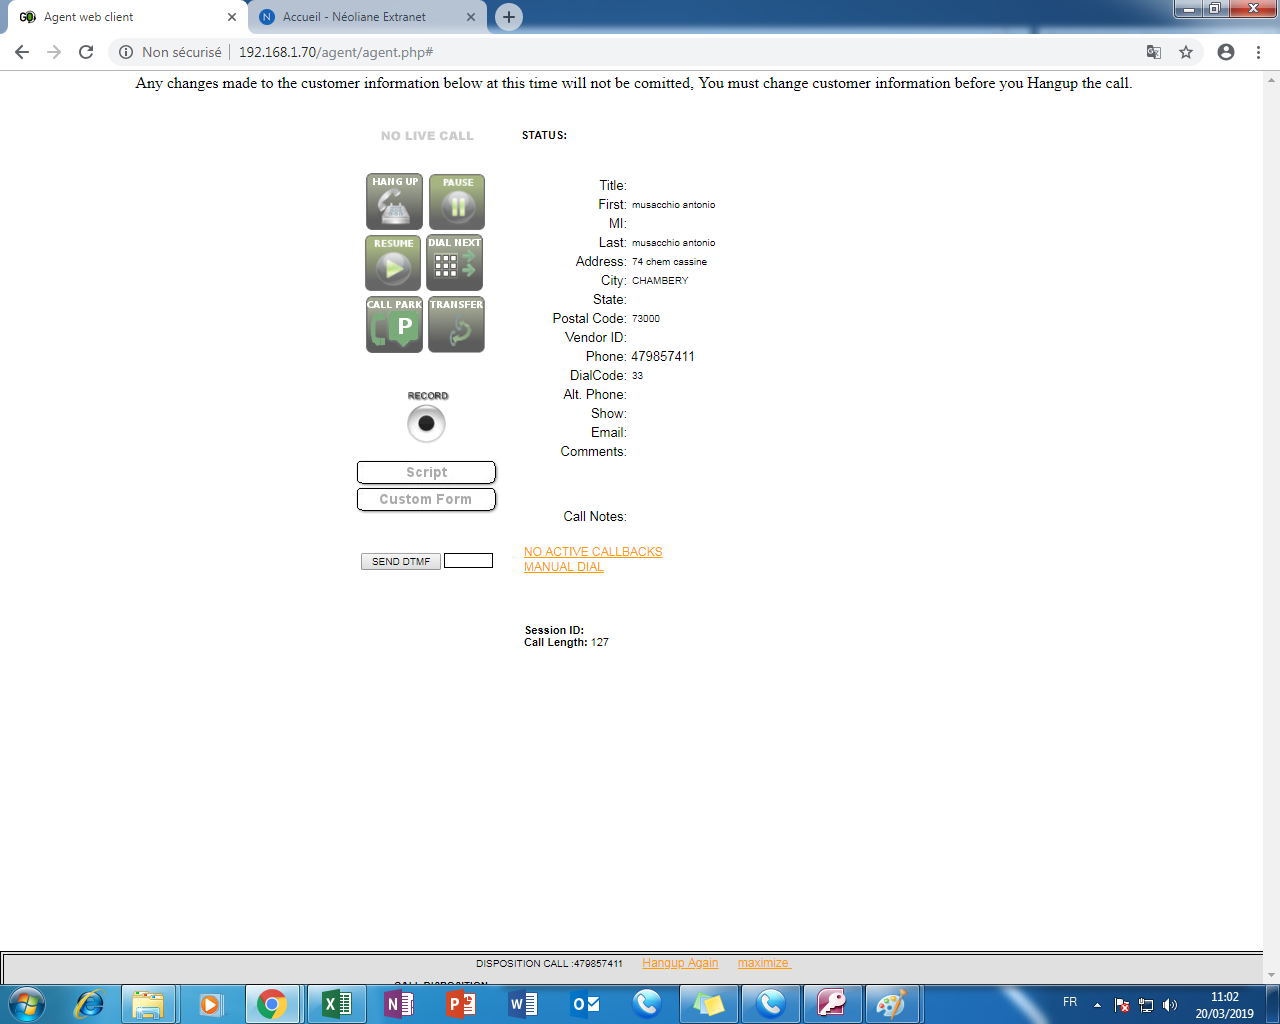 Agent web client
Accueil - Néoliane Extranet
Non sécurisé | 192.168.1.70/agent/agent.php#
Any changes made to the customer information below at this time will not be comitted, You must change customer information before you Hangup the call.
NO LIVE CALL
STATUS:
HANG UP
PAUSE
RESUME
DIAL NEXT
CALL PARK
P
TRANSFER
RECORD
Script
Custom Form
SEND DTMF
Title:
First: musacchio antonio
MI:
Last: musacchio antonio
Address: 74 chem cassine
City: CHAMBERY
State:
Postal Code: 73000
Vendor ID:
Phone: 479857411
DialCode: 33
Alt. Phone:
Show:
Email:
Comments:
Call Notes:
NO ACTIVE CALLBACKS
MANUAL DIAL
Session ID:
Call Length: 127
DISPOSITION CALL :479857411 Hangup Again maximize
CALL DISPOSITION
FR
11:02
20/03/2019